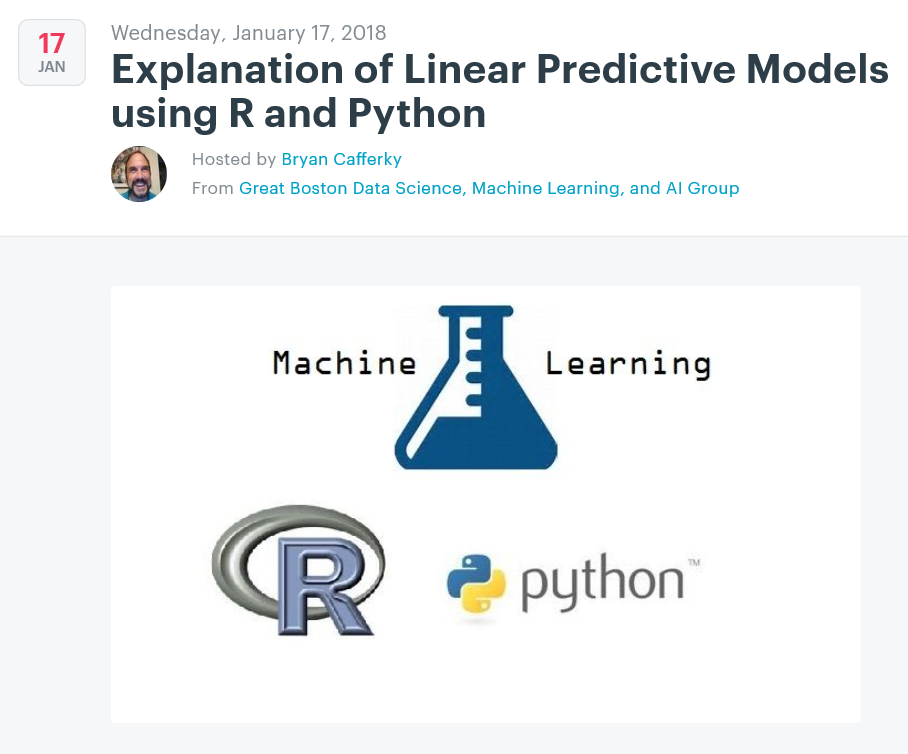 17
JAN
Wednesday, January 17, 2018
Explanation of Linear Predictive Models
using R and Python
Hosted by Bryan Cafferky
From Great Boston Data Science, Machine Learning, and AI Group
Machine Learning
R
python™